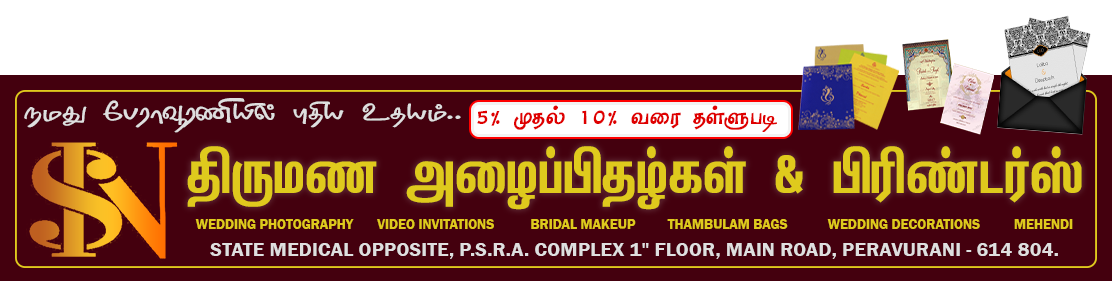 நமது பேராவூரணியில் புதிய உதயம்..
5% முதல் 10% வரை தள்ளுபடி
SN
திருமண அழைப்பிதழ்கள் & பிரிண்டர்ஸ்
WEDDING PHOTOGRAPHY VIDEO INVITATIONS BRIDAL MAKEUP THAMBULAM BAGS WEDDING DECORATIONS MEHENDI
STATE MEDICAL OPPOSITE, P.S.R.A. COMPLEX 1" FLOOR, MAIN ROAD, PERAVURANI - 614 804.